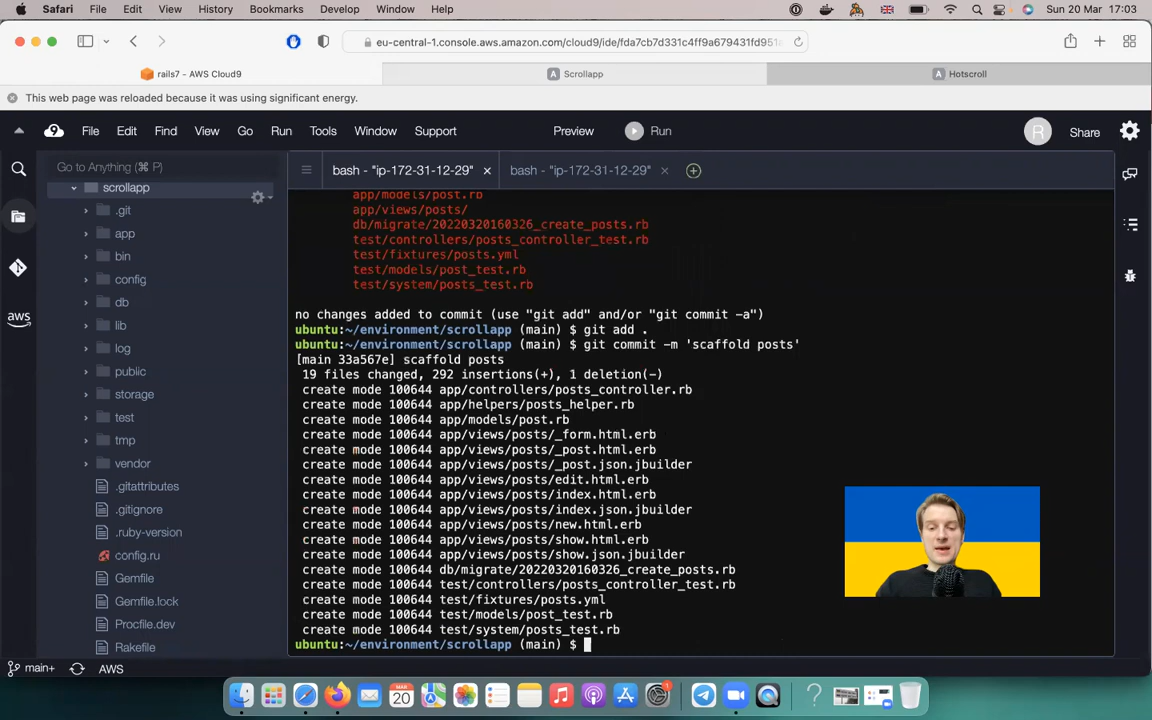 Safari File Edit View History Bookmarks Develop Window Help Sun 20 Mar 17:03
eu-central-1.console.aws.amazon.com/cloud9/ide/fda7cb7d331c4ff9a679431fd951
rails7 - AWS Cloud9 Scrollapp Hotscroll
This web page was reloaded because it was using significant energy.
9 File Edit Find View Go Run Tools Window Support Preview Run R Share
Go to Anything (⌘ P)
bash - "ip-172-31-12-29" × bash - "ip-172-31-12-29" ×
scrollapp
.git
app
bin
config
db
lib
log
public
storage
test
tmp
vendor
.gitattributes
.gitignore
.ruby-version
config.ru
Gemfile
Gemfile.lock
Procfile.dev
Rakefile
aws
app/models/post.rb
app/views/posts/
db/migrate/20220320160326_create_posts.rb
test/controllers/posts_controller_test.rb
test/fixtures/posts.yml
test/models/post_test.rb
test/system/posts_test.rb
no changes added to commit (use "git add" and/or "git commit -a")
ubuntu:~/environment/scrollapp (main) $ git add .
ubuntu:~/environment/scrollapp (main) $ git commit -m 'scaffold posts'
[main 33a567e] scaffold posts
19 files changed, 292 insertions(+), 1 deletion(-)
create mode 100644 app/controllers/posts_controller.rb
create mode 100644 app/helpers/posts_helper.rb
create mode 100644 app/models/post.rb
create mode 100644 app/views/posts/_form.html.erb
create mode 100644 app/views/posts/_post.html.erb
create mode 100644 app/views/posts/_post.json.jbuilder
create mode 100644 app/views/posts/edit.html.erb
create mode 100644 app/views/posts/index.html.erb
create mode 100644 app/views/posts/index.json.jbuilder
create mode 100644 app/views/posts/new.html.erb
create mode 100644 app/views/posts/show.html.erb
create mode 100644 app/views/posts/show.json.jbuilder
create mode 100644 db/migrate/20220320160326_create_posts.rb
create mode 100644 test/controllers/posts_controller_test.rb
create mode 100644 test/fixtures/posts.yml
create mode 100644 test/models/post_test.rb
create mode 100644 test/system/posts_test.rb
ubuntu:~/environment/scrollapp (main) $
main+ AWS
MAR
20
1